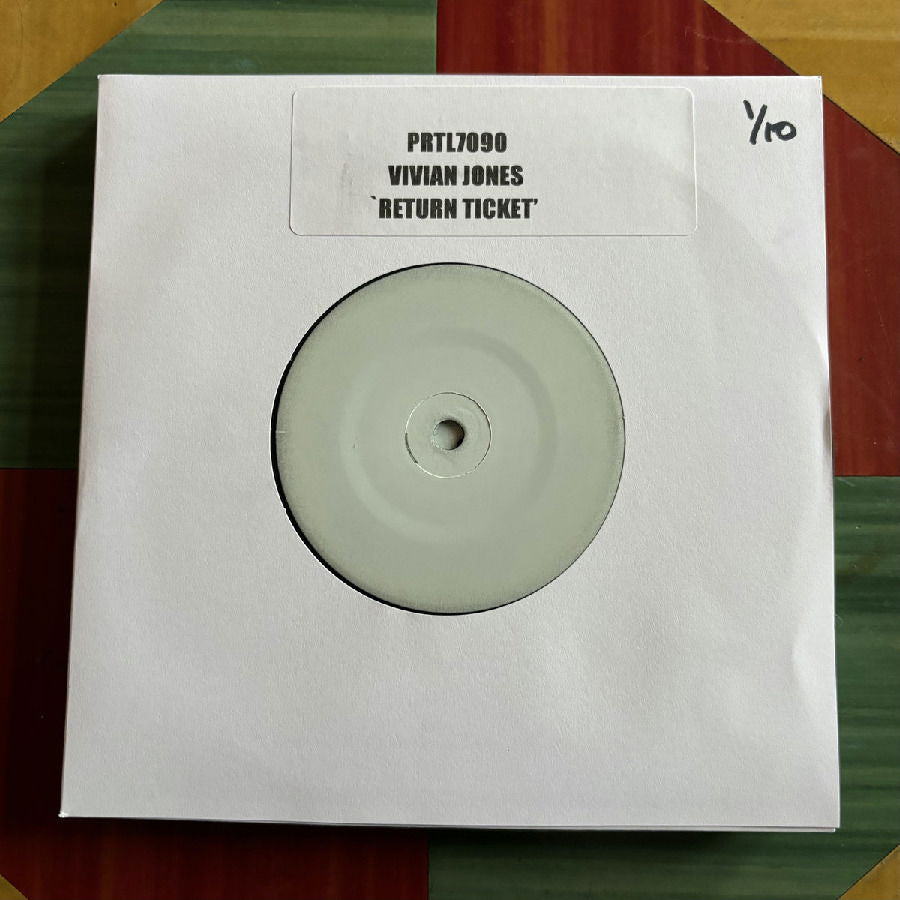 PRTL7090
VIVIAN JONES
`RETURN TICKET’
1/10